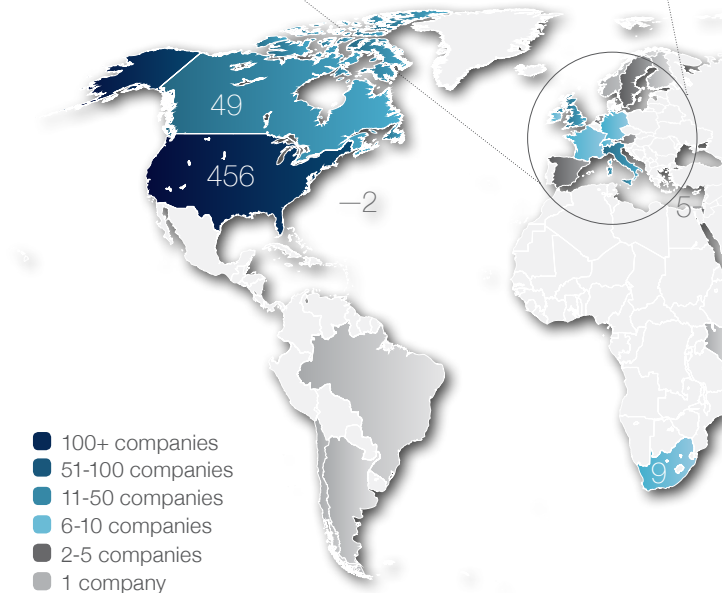 49
456
—2
5
9
100+ companies
51-100 companies
11-50 companies
6-10 companies
2-5 companies
1 company